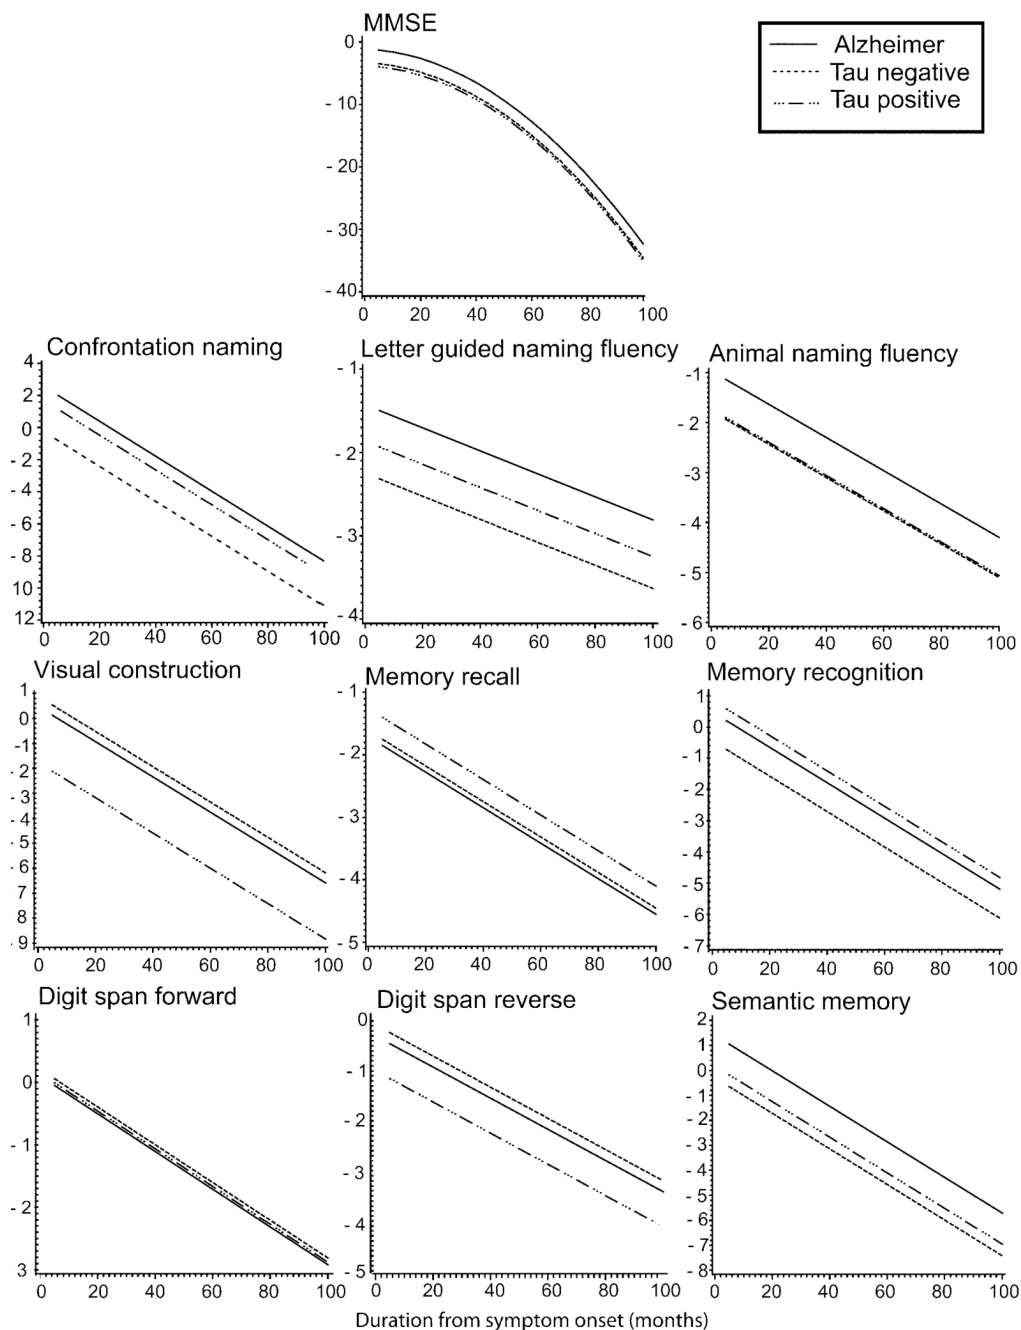 MMSE
Alzheimer
Tau negative
Tau positive
0
- 10
- 20
- 30
- 40
0 20 40 60 80 100
Confrontation naming
4
2
0
- 2
- 4
- 6
- 8
10
12
0 20 40 60 80 100
Letter guided naming fluency
- 1
- 2
- 3
- 4
0 20 40 60 80 100
Animal naming fluency
-1
- 2
-3
- 4
- 5
- 6
0 20 40 60 80 100
Visual construction
1
0
-1
- 2
- 3
- 4
- 5
- 6
7
8
- 9
0 20 40 60 80 100
Memory recall
- 1
- 2
- 3
- 4
- 5
0 20 40 60 80 100
Memory recognition
1
0
- 1
- 2
- 3
- 4
- 5
- 6
- 7
0 20 40 60 80 100
Digit span forward
1
0
- 1
- 2
3
0 20 40 60 80 100
Digit span reverse
0
- 1
- 2
- 3
- 4
- 5
0 20 40 60 80 100
Semantic memory
2
1
0
- 1
- 2
- 3
- 4
- 5
- 6
- 7
- 8
0 20 40 60 80 100
Duration from symptom onset (months)